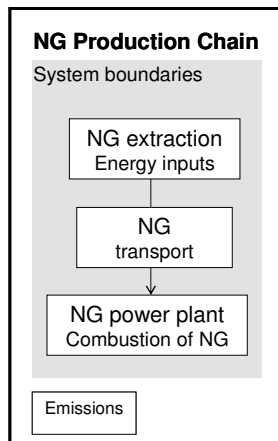 NG Production Chain
System boundaries
NG extraction
Energy inputs
NG
transport
NG power plant
Combustion of NG
Emissions